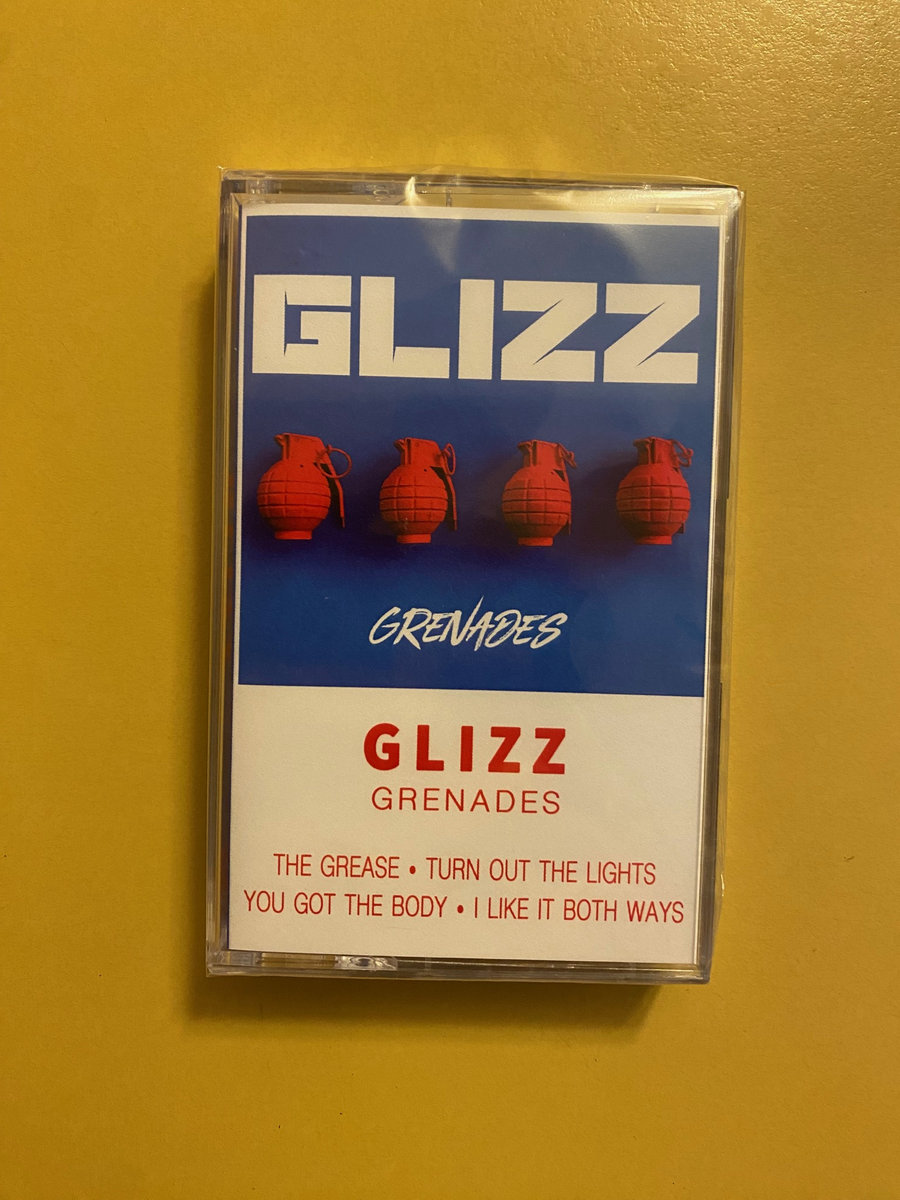 GLIZZ
GRENADES
GLIZZ
GRENADES
THE GREASE • TURN OUT THE LIGHTS
YOU GOT THE BODY • I LIKE IT BOTH WAYS